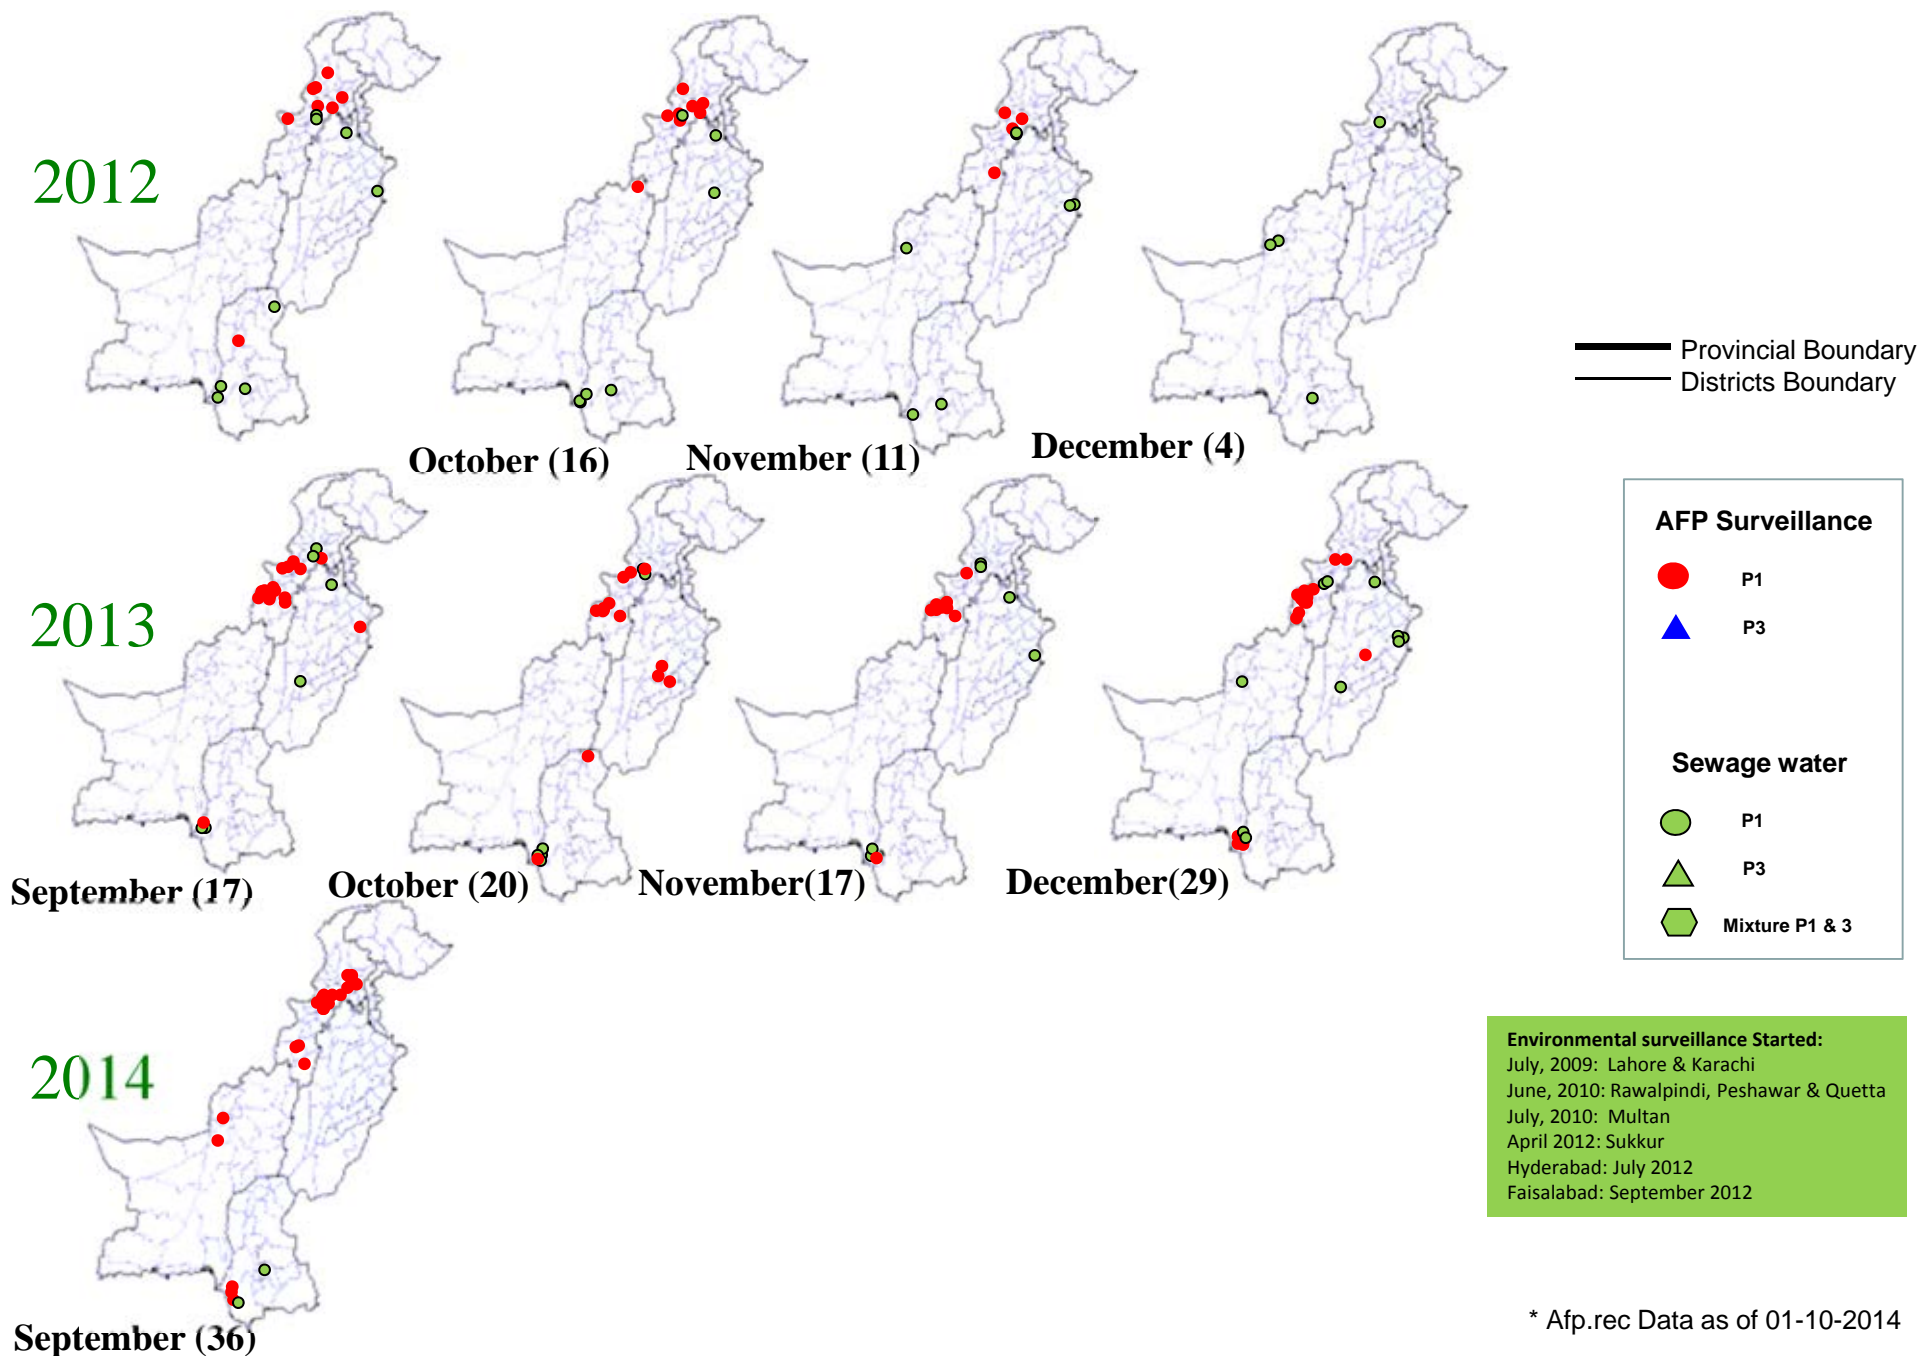 2012
October (16)
November (11)
December (4)
Provincial Boundary
Districts Boundary
2013
September (17)
October (20)
November(17)
December(29)
AFP Surveillance
P1
P3
Sewage water
P1
P3
Mixture P1 & 3
2014
September (36)
Environmental surveillance Started:
July, 2009: Lahore & Karachi
June, 2010: Rawalpindi, Peshawar & Quetta
July, 2010: Multan
April 2012: Sukkur
Hyderabad: July 2012
Faisalabad: September 2012
* Afp.rec Data as of 01-10-2014